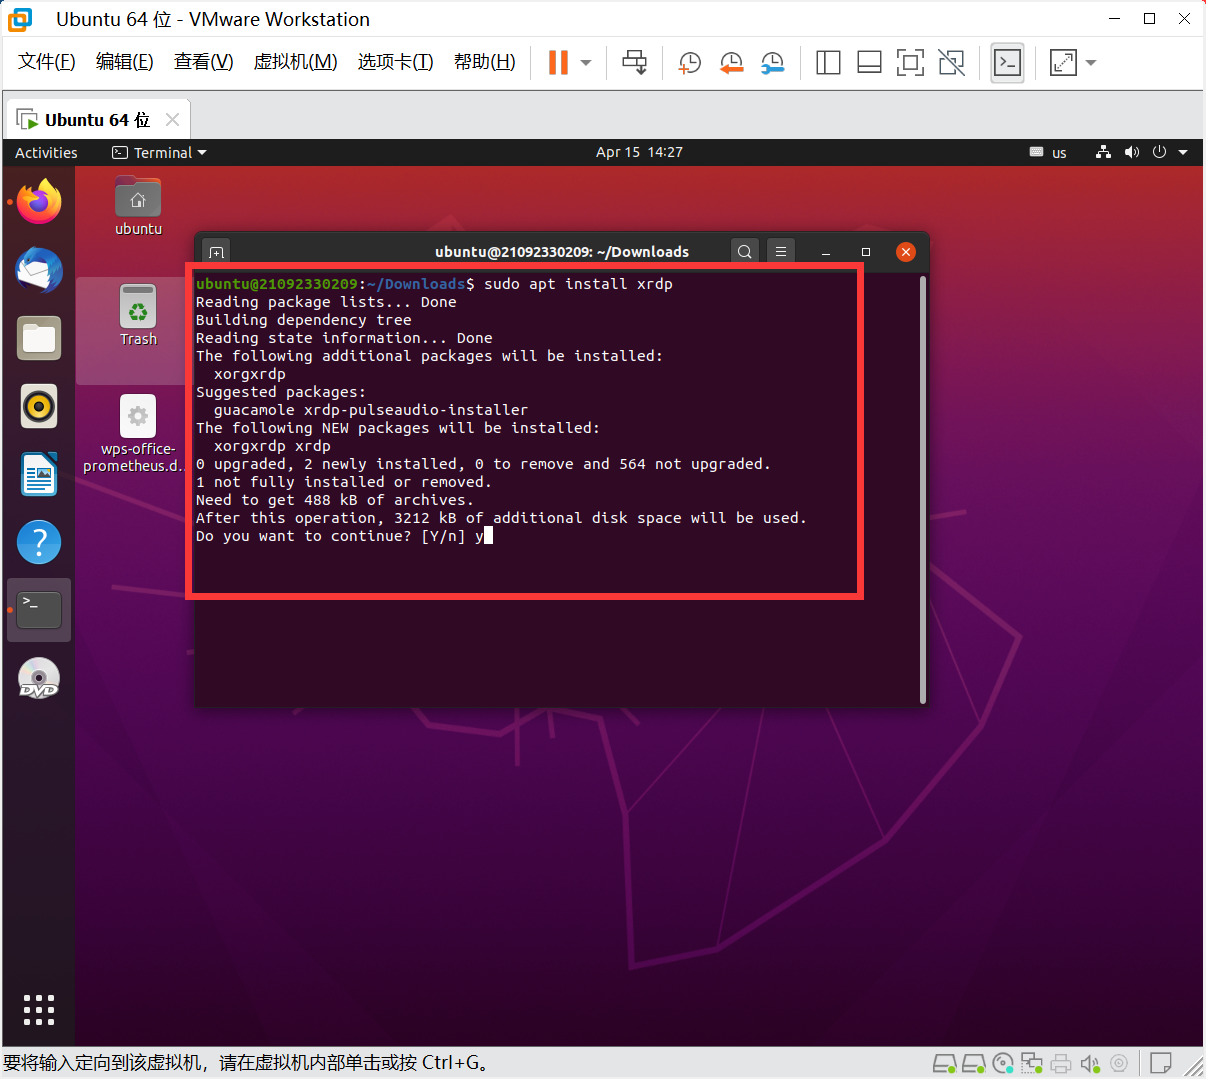 Ubuntu 64 位 - VMware Workstation
文件(F) 编辑(E) 查看(V) 虚拟机(M) 选项卡(T) 帮助(H)
Ubuntu 64 位
Activities Terminal Apr 15 14:27 us
ubuntu
Trash
wps-office-
prometheus.d...
ubuntu@21092330209: ~/Downloads
ubuntu@21092330209:~/Downloads$ sudo apt install xrdp
Reading package lists... Done
Building dependency tree
Reading state information... Done
The following additional packages will be installed:
xorgxrdp
Suggested packages:
guacamole xrdp-pulseaudio-installer
The following NEW packages will be installed:
xorgxrdp xrdp
0 upgraded, 2 newly installed, 0 to remove and 564 not upgraded.
1 not fully installed or removed.
Need to get 488 kB of archives.
After this operation, 3212 kB of additional disk space will be used.
Do you want to continue? [Y/n] y
DVD
要将输入定向到该虚拟机，请在虚拟机内部单击或按 Ctrl+G。